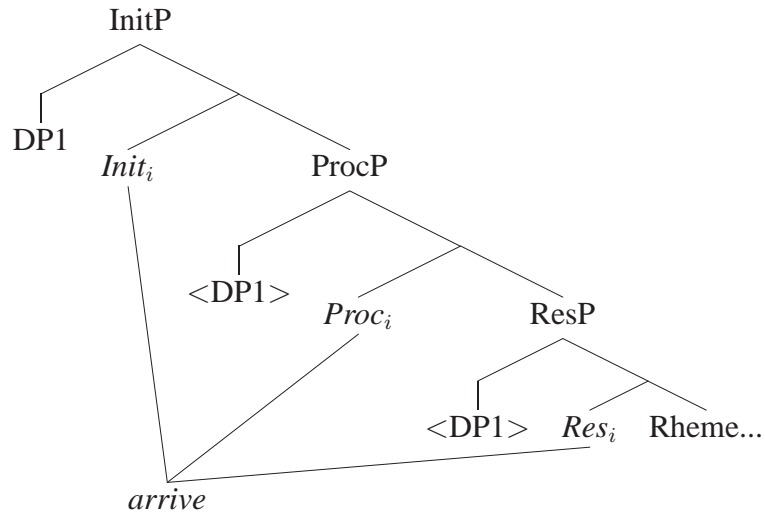 InitP
DP1
Init_i
ProcP
<DP1>
Proc_i
ResP
<DP1>
Res_i
Rheme...
arrive